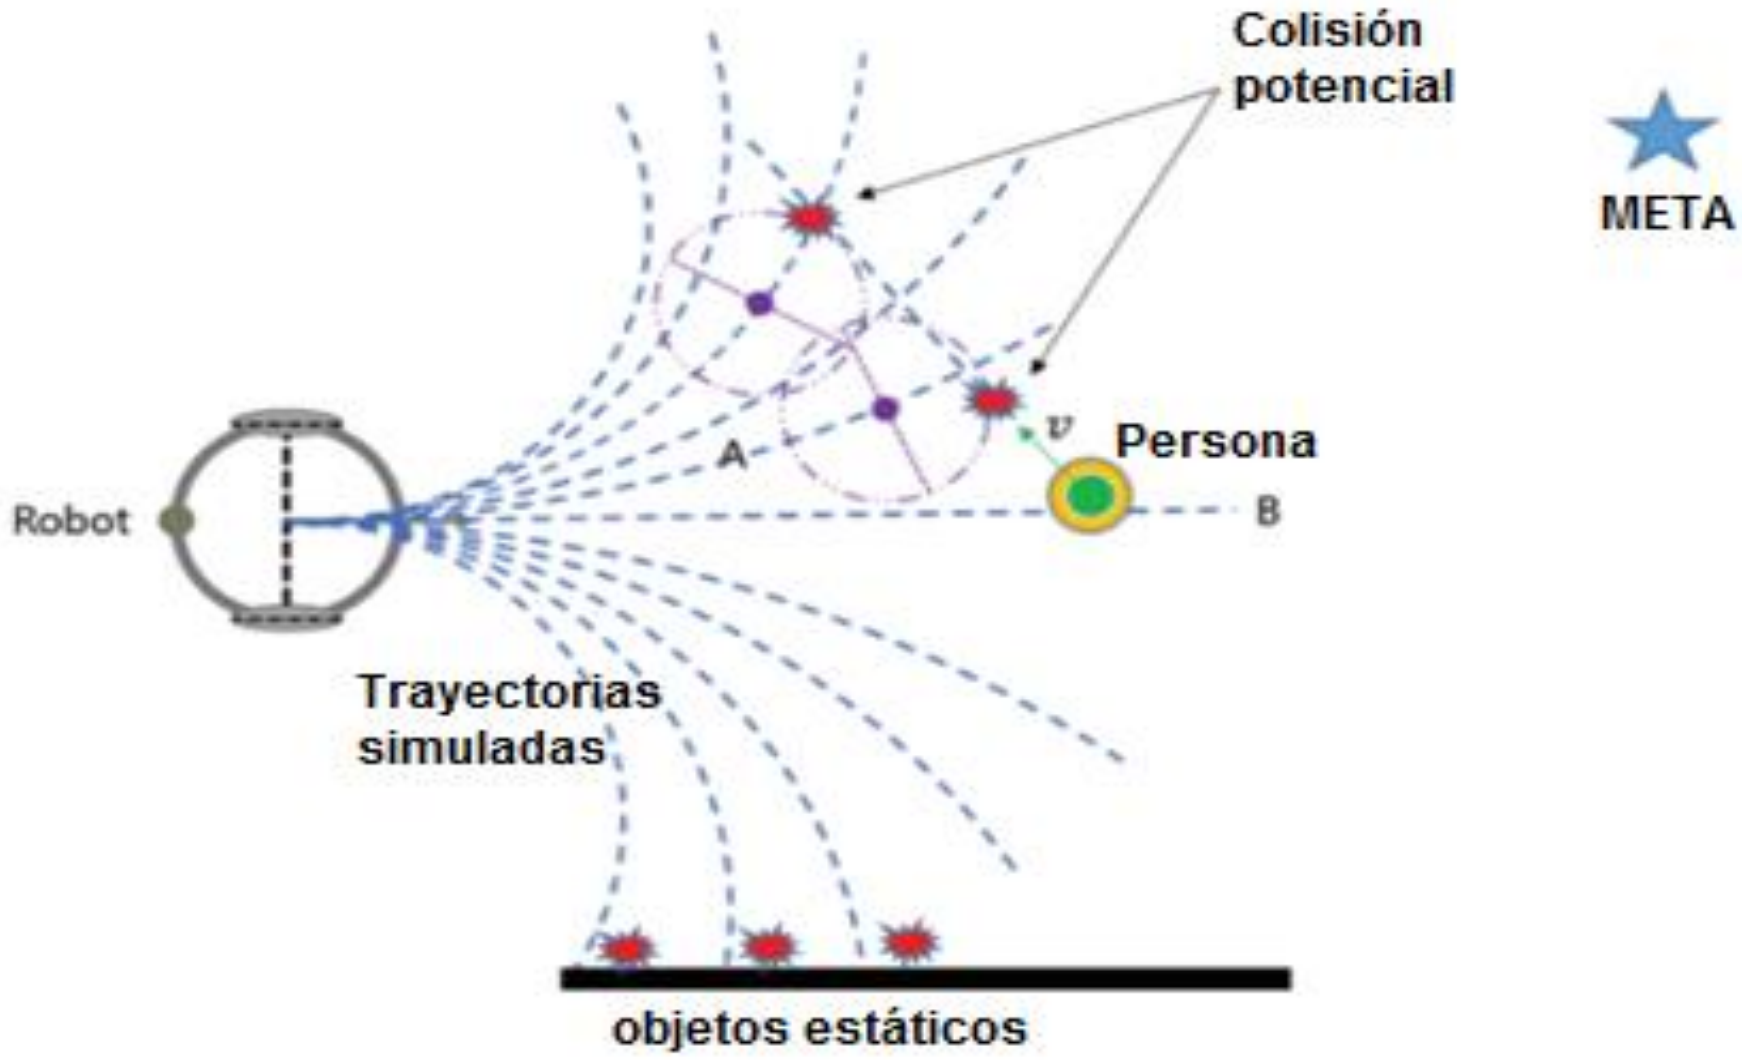 Colisión
potencial
META
Persona
v
A
B
Robot
Trayectorias
simuladas
objetos estáticos